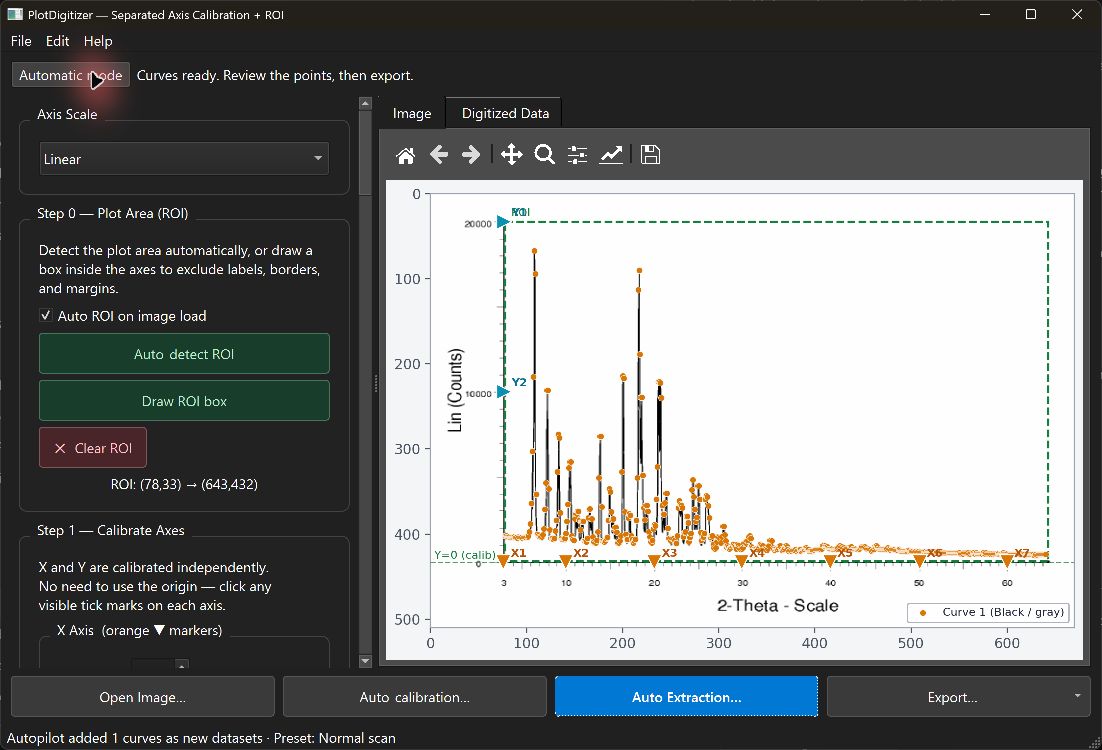 PlotDigitizer — Separated Axis Calibration + ROI
File Edit Help
Automatic mode Curves ready. Review the points, then export.
Axis Scale
Linear
Step 0 — Plot Area (ROI)
Detect the plot area automatically, or draw a
box inside the axes to exclude labels, borders,
and margins.
Auto ROI on image load
Auto detect ROI
Draw ROI box
Clear ROI
ROI: (78,33) → (643,432)
Step 1 — Calibrate Axes
X and Y are calibrated independently.
No need to use the origin — click any
visible tick marks on each axis.
X Axis (orange ▼ markers)
Image Digitized Data
0
100
200
300
400
500
Lin (Counts)
20000
Y1
ROI
10000
Y2
Y=0 (calib)
0
X1 X2 X3 X4 X5 X6 X7
3 10 20 30 40 50 60
2-Theta - Scale
Curve 1 (Black / gray)
0 100 200 300 400 500 600
Open Image... Auto calibration... Auto Extraction... Export...
Autopilot added 1 curves as new datasets · Preset: Normal scan